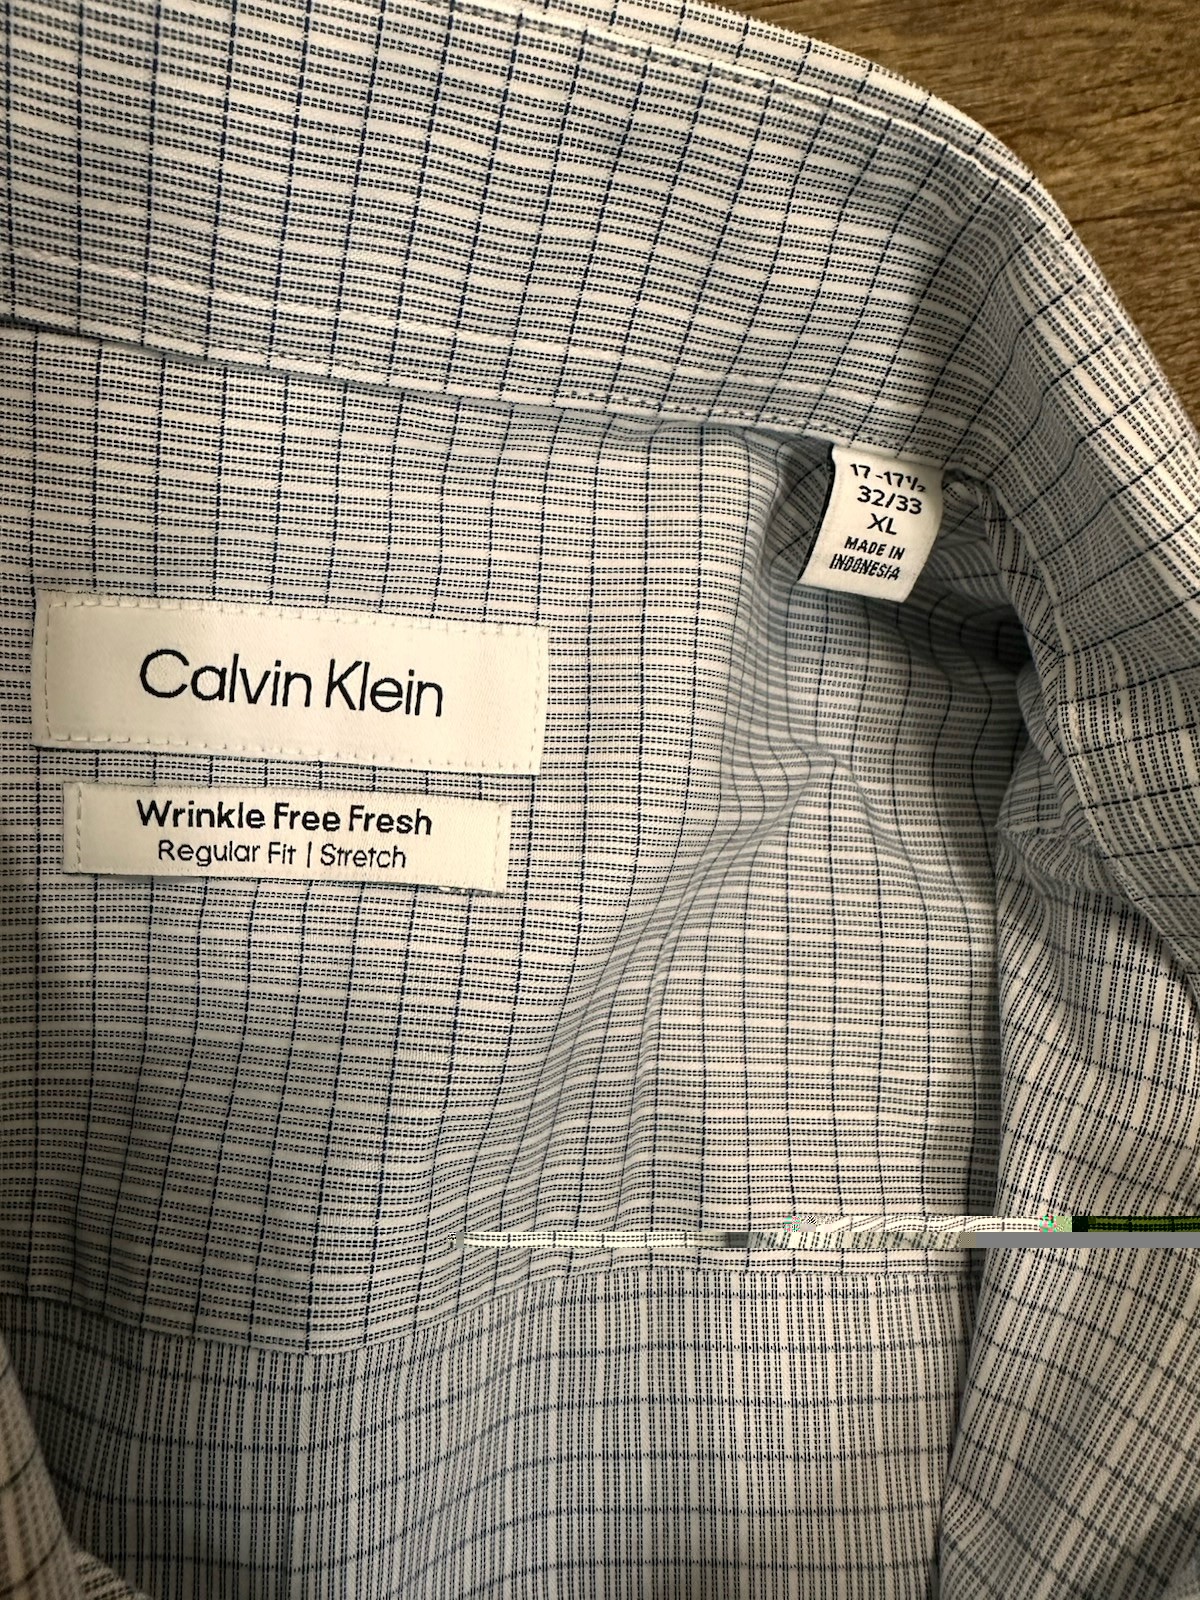 17-17½
32/33
XL
MADE IN
INDONESIA
Calvin Klein
Wrinkle Free Fresh
Regular Fit | Stretch